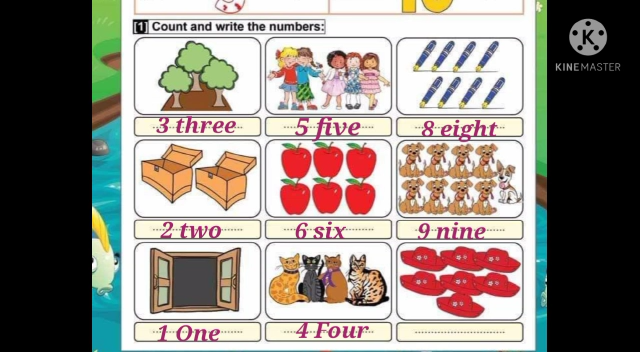 [1] Count and write the numbers:
KINEMASTER
3 three
5 five
8 eight
2 two
6 six
9 nine
1 One
4 Four